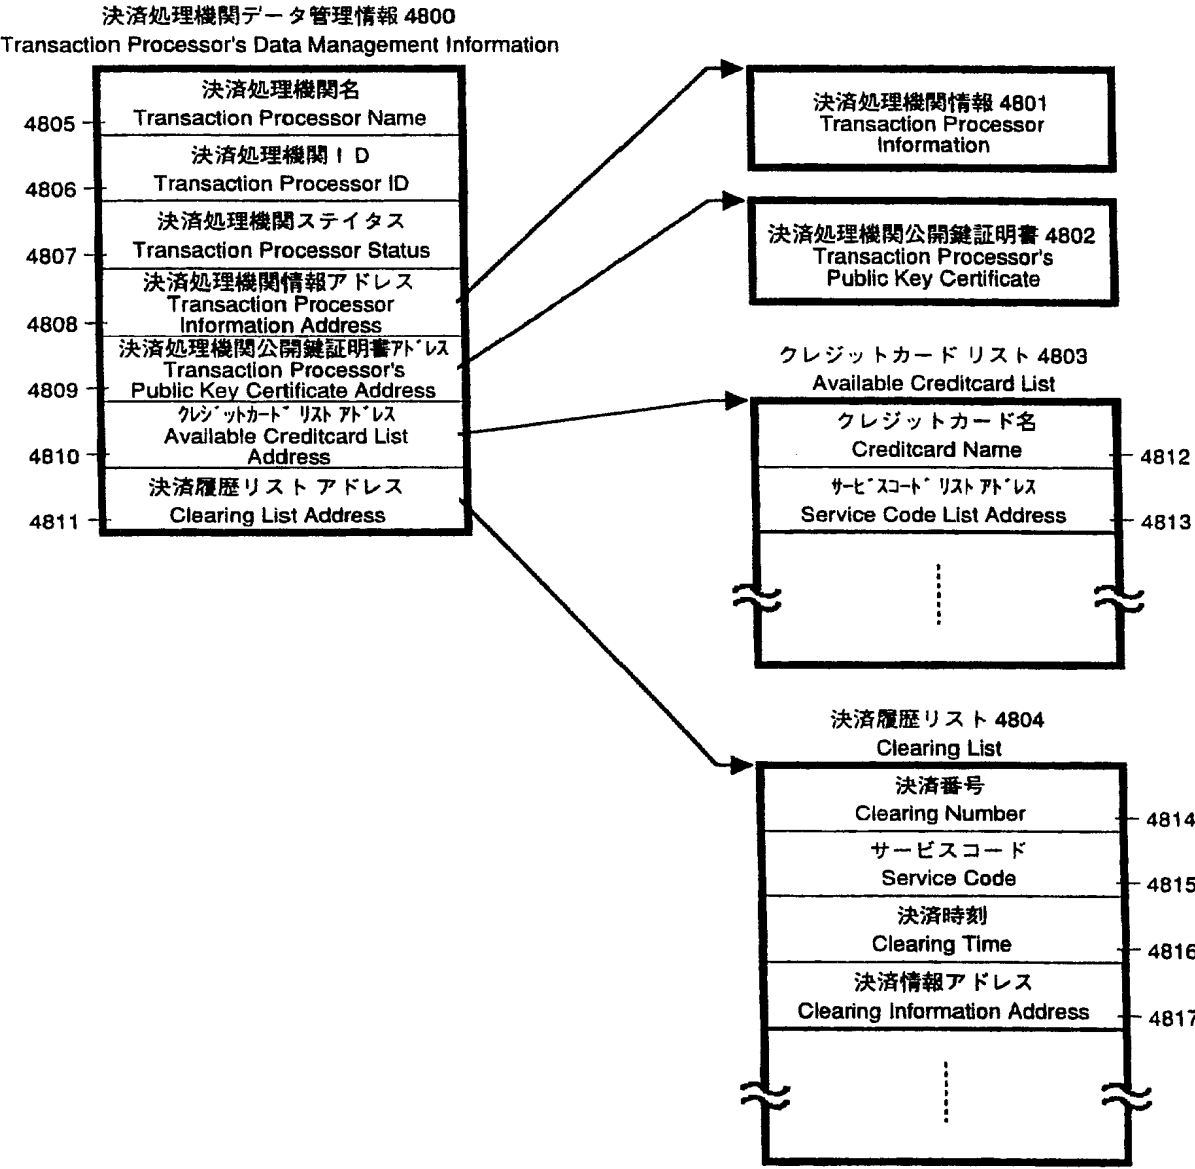 決済処理機関データ管理情報 4800
Transaction Processor's Data Management Information
決済処理機関名
Transaction Processor Name
4805
決済処理機関ID
Transaction Processor ID
4806
決済処理機関ステイタス
Transaction Processor Status
4807
決済処理機関情報アドレス
Transaction Processor
Information Address
4808
決済処理機関公開鍵証明書ｱﾄﾞﾚｽ
Transaction Processor's
Public Key Certificate Address
4809
ｸﾚｼﾞｯﾄｶｰﾄﾞ ﾘｽﾄ ｱﾄﾞﾚｽ
Available Creditcard List
Address
4810
決済履歴リスト アドレス
Clearing List Address
4811
決済処理機関情報 4801
Transaction Processor
Information
決済処理機関公開鍵証明書 4802
Transaction Processor's
Public Key Certificate
クレジットカード リスト 4803
Available Creditcard List
クレジットカード名
Creditcard Name
4812
ｻｰﾋﾞｽｺｰﾄﾞ ﾘｽﾄ ｱﾄﾞﾚｽ
Service Code List Address
4813
決済履歴リスト 4804
Clearing List
決済番号
Clearing Number
4814
サービスコード
Service Code
4815
決済時刻
Clearing Time
4816
決済情報アドレス
Clearing Information Address
4817